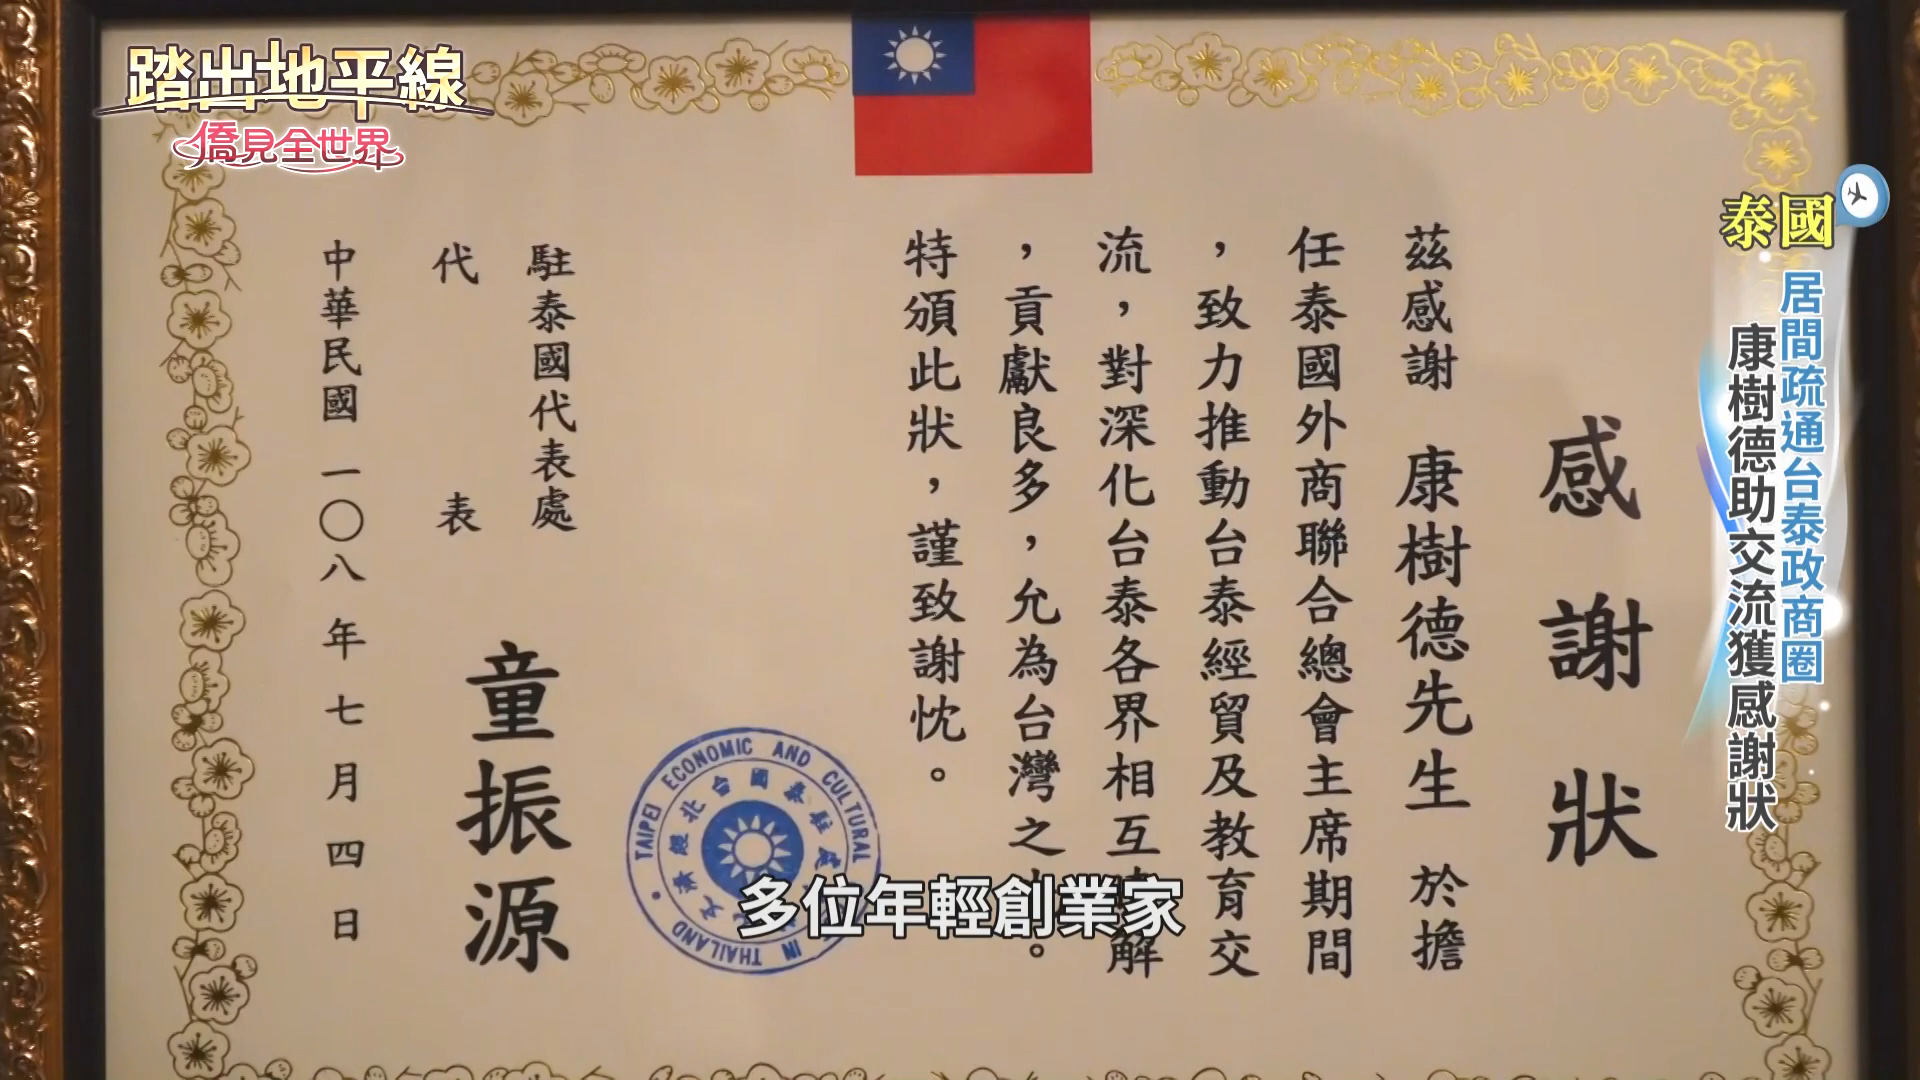 踏出地平線
僑見全世界
泰國
居間疏通台泰政商圈
康樹德助交流獲感謝狀
感謝狀
茲感謝 康樹德先生 於擔
任泰國外商聯合總會主席期間
，致力推動台泰經貿及教育交
流，對深化台泰各界相互 解
，貢獻良多，允為台灣之 。
特頒此狀，謹致謝忱。
駐泰國代表處
代表 童振源
中華民國 一〇八年七月四日
TAIPEI ECONOMIC AND CULTURAL IN THAILAND
多位年輕創業家